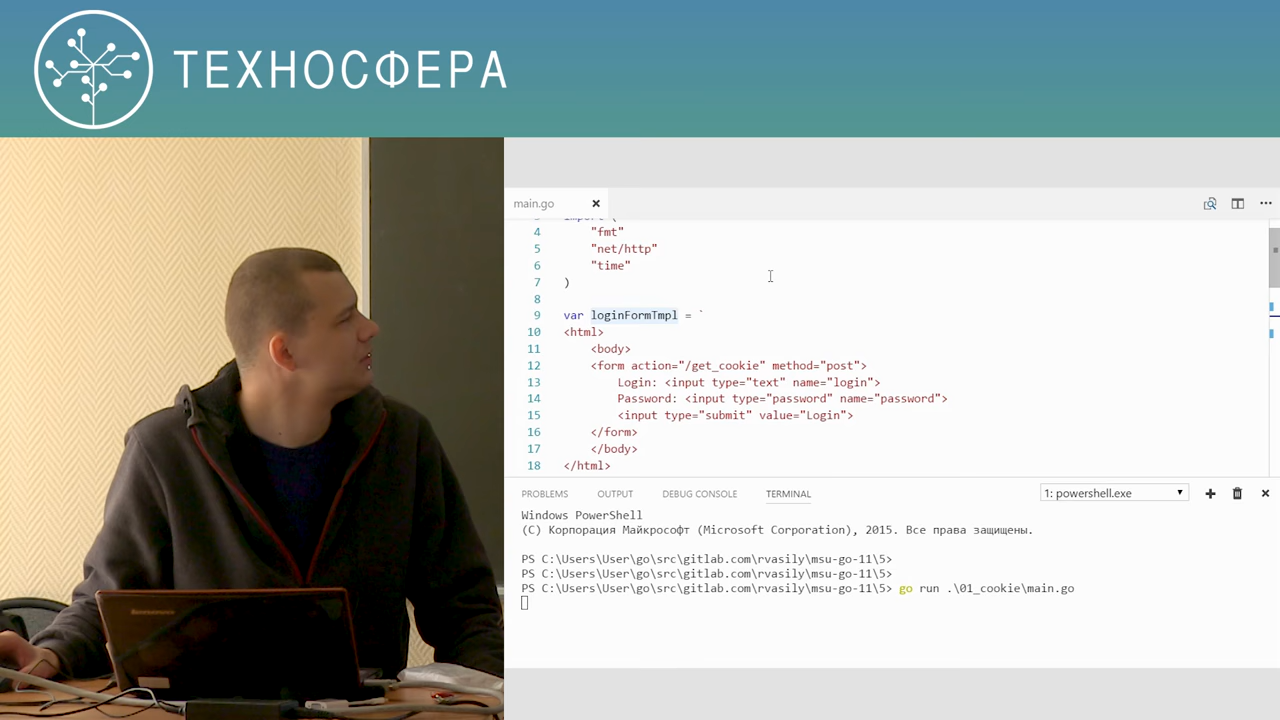 ТЕХНОСФЕРА
main.go
4 "fmt"
5 "net/http"
6 "time"
7 )
8
9 var loginFormTmpl = `
10 <html>
11 <body>
12 <form action="/get_cookie" method="post">
13 Login: <input type="text" name="login">
14 Password: <input type="password" name="password">
15 <input type="submit" value="Login">
16 </form>
17 </body>
18 </html>
PROBLEMS OUTPUT DEBUG CONSOLE TERMINAL 1: powershell.exe
Windows PowerShell
(C) Корпорация Майкрософт (Microsoft Corporation), 2015. Все права защищены.
PS C:\Users\User\go\src\gitlab.com\rvasily\msu-go-11\5>
PS C:\Users\User\go\src\gitlab.com\rvasily\msu-go-11\5>
PS C:\Users\User\go\src\gitlab.com\rvasily\msu-go-11\5> go run .\01_cookie\main.go